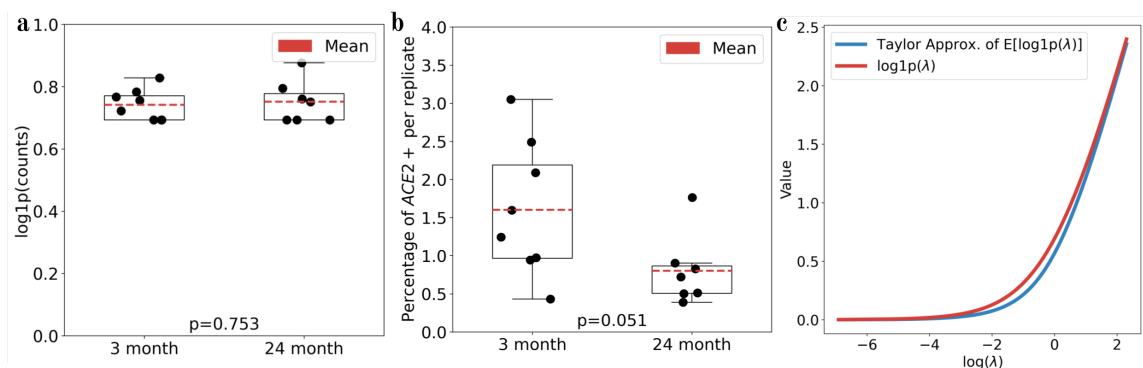 a
1.0
0.8
0.6
0.4
0.2
0.0
log1p(counts)
Mean
p=0.753
3 month
24 month
b
4.0
3.5
3.0
2.5
2.0
1.5
1.0
0.5
0.0
Percentage of ACE2+ per replicate
Mean
p=0.051
3 month
24 month
c
2.5
2.0
1.5
1.0
0.5
0.0
Value
Taylor Approx. of E[log1p(λ)]
log1p(λ)
−6
−4
−2
0
2
log(λ)